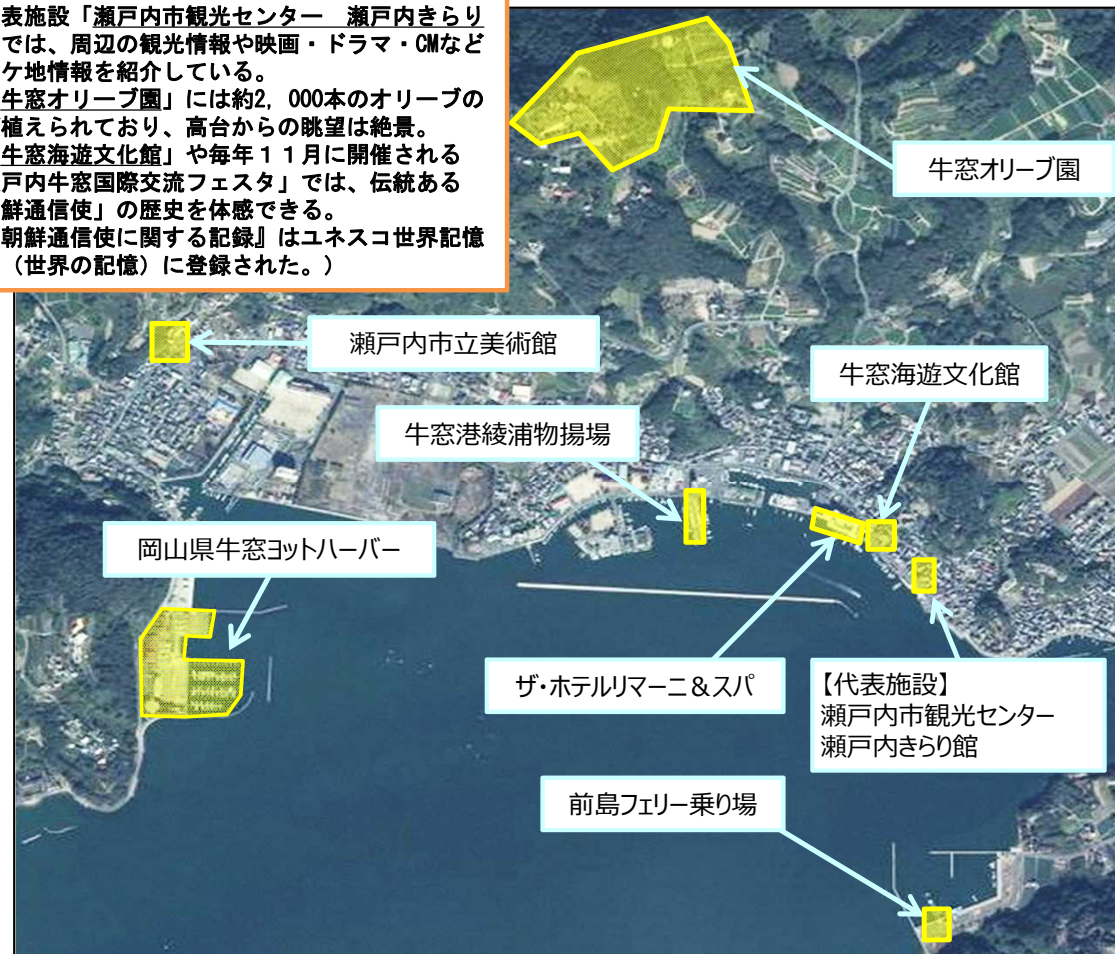 表施設「瀬戸内市観光センター　瀬戸内きらり
では、周辺の観光情報や映画・ドラマ・CMなど
ケ地情報を紹介している。
牛窓オリーブ園」には約2，000本のオリーブの
植えられており、高台からの眺望は絶景。
牛窓海遊文化館」や毎年１１月に開催される
戸内牛窓国際交流フェスタ」では、伝統ある
鮮通信使」の歴史を体感できる。
朝鮮通信使に関する記録』はユネスコ世界記憶
（世界の記憶）に登録された。）
牛窓オリーブ園
瀬戸内市立美術館
牛窓海遊文化館
牛窓港綾浦物揚場
岡山県牛窓ヨットハーバー
ザ・ホテルリマーニ＆スパ
【代表施設】
瀬戸内市観光センター
瀬戸内きらり館
前島フェリー乗り場